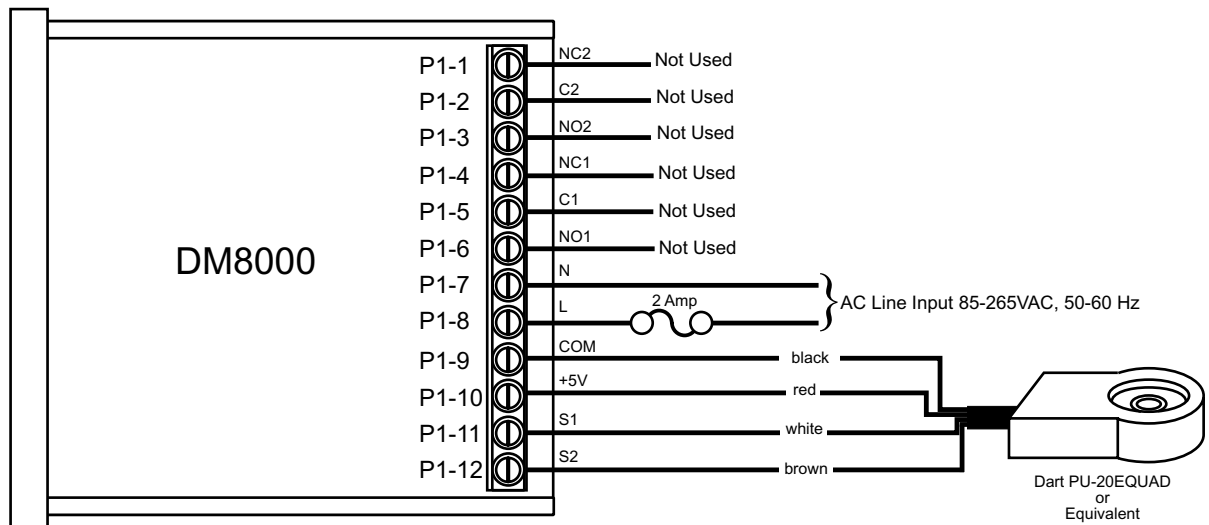 P1-1 NC2 Not Used
P1-2 C2 Not Used
P1-3 NO2 Not Used
P1-4 NC1 Not Used
P1-5 C1 Not Used
P1-6 NO1 Not Used
DM8000
P1-7 N
P1-8 L 2 Amp
AC Line Input 85-265VAC, 50-60 Hz
P1-9 COM black
P1-10 +5V red
P1-11 S1 white
P1-12 S2 brown
Dart PU-20EQUAD
or
Equivalent